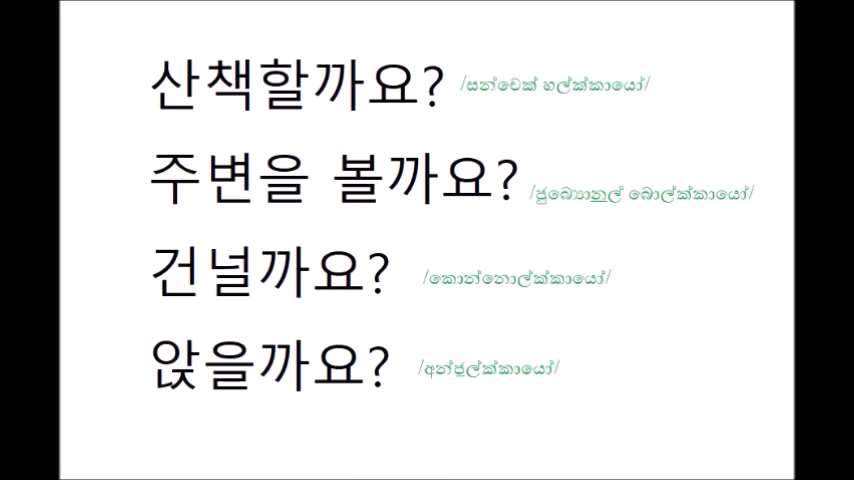 산책할까요? /සන්චෙක් හල්ක්කායෝ/
주변을 볼까요? /ජුබ්‍යොනුල් බොල්ක්කායෝ/
건널까요? /කොන්නොල්ක්කායෝ/
앉을까요? /අන්ජුල්ක්කායෝ/